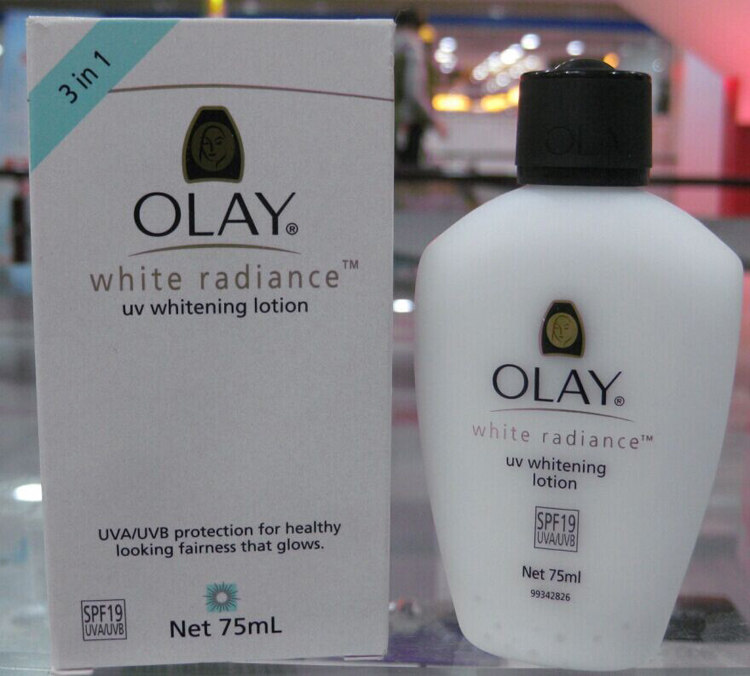 3 in 1
OLAY®
white radiance™
uv whitening lotion
UVA/UVB protection for healthy
looking fairness that glows.
SPF19
UVA/UVB
Net 75mL
OLAY
OLAY®
white radiance™
uv whitening
lotion
SPF19
UVA/UVB
Net 75ml
99342826